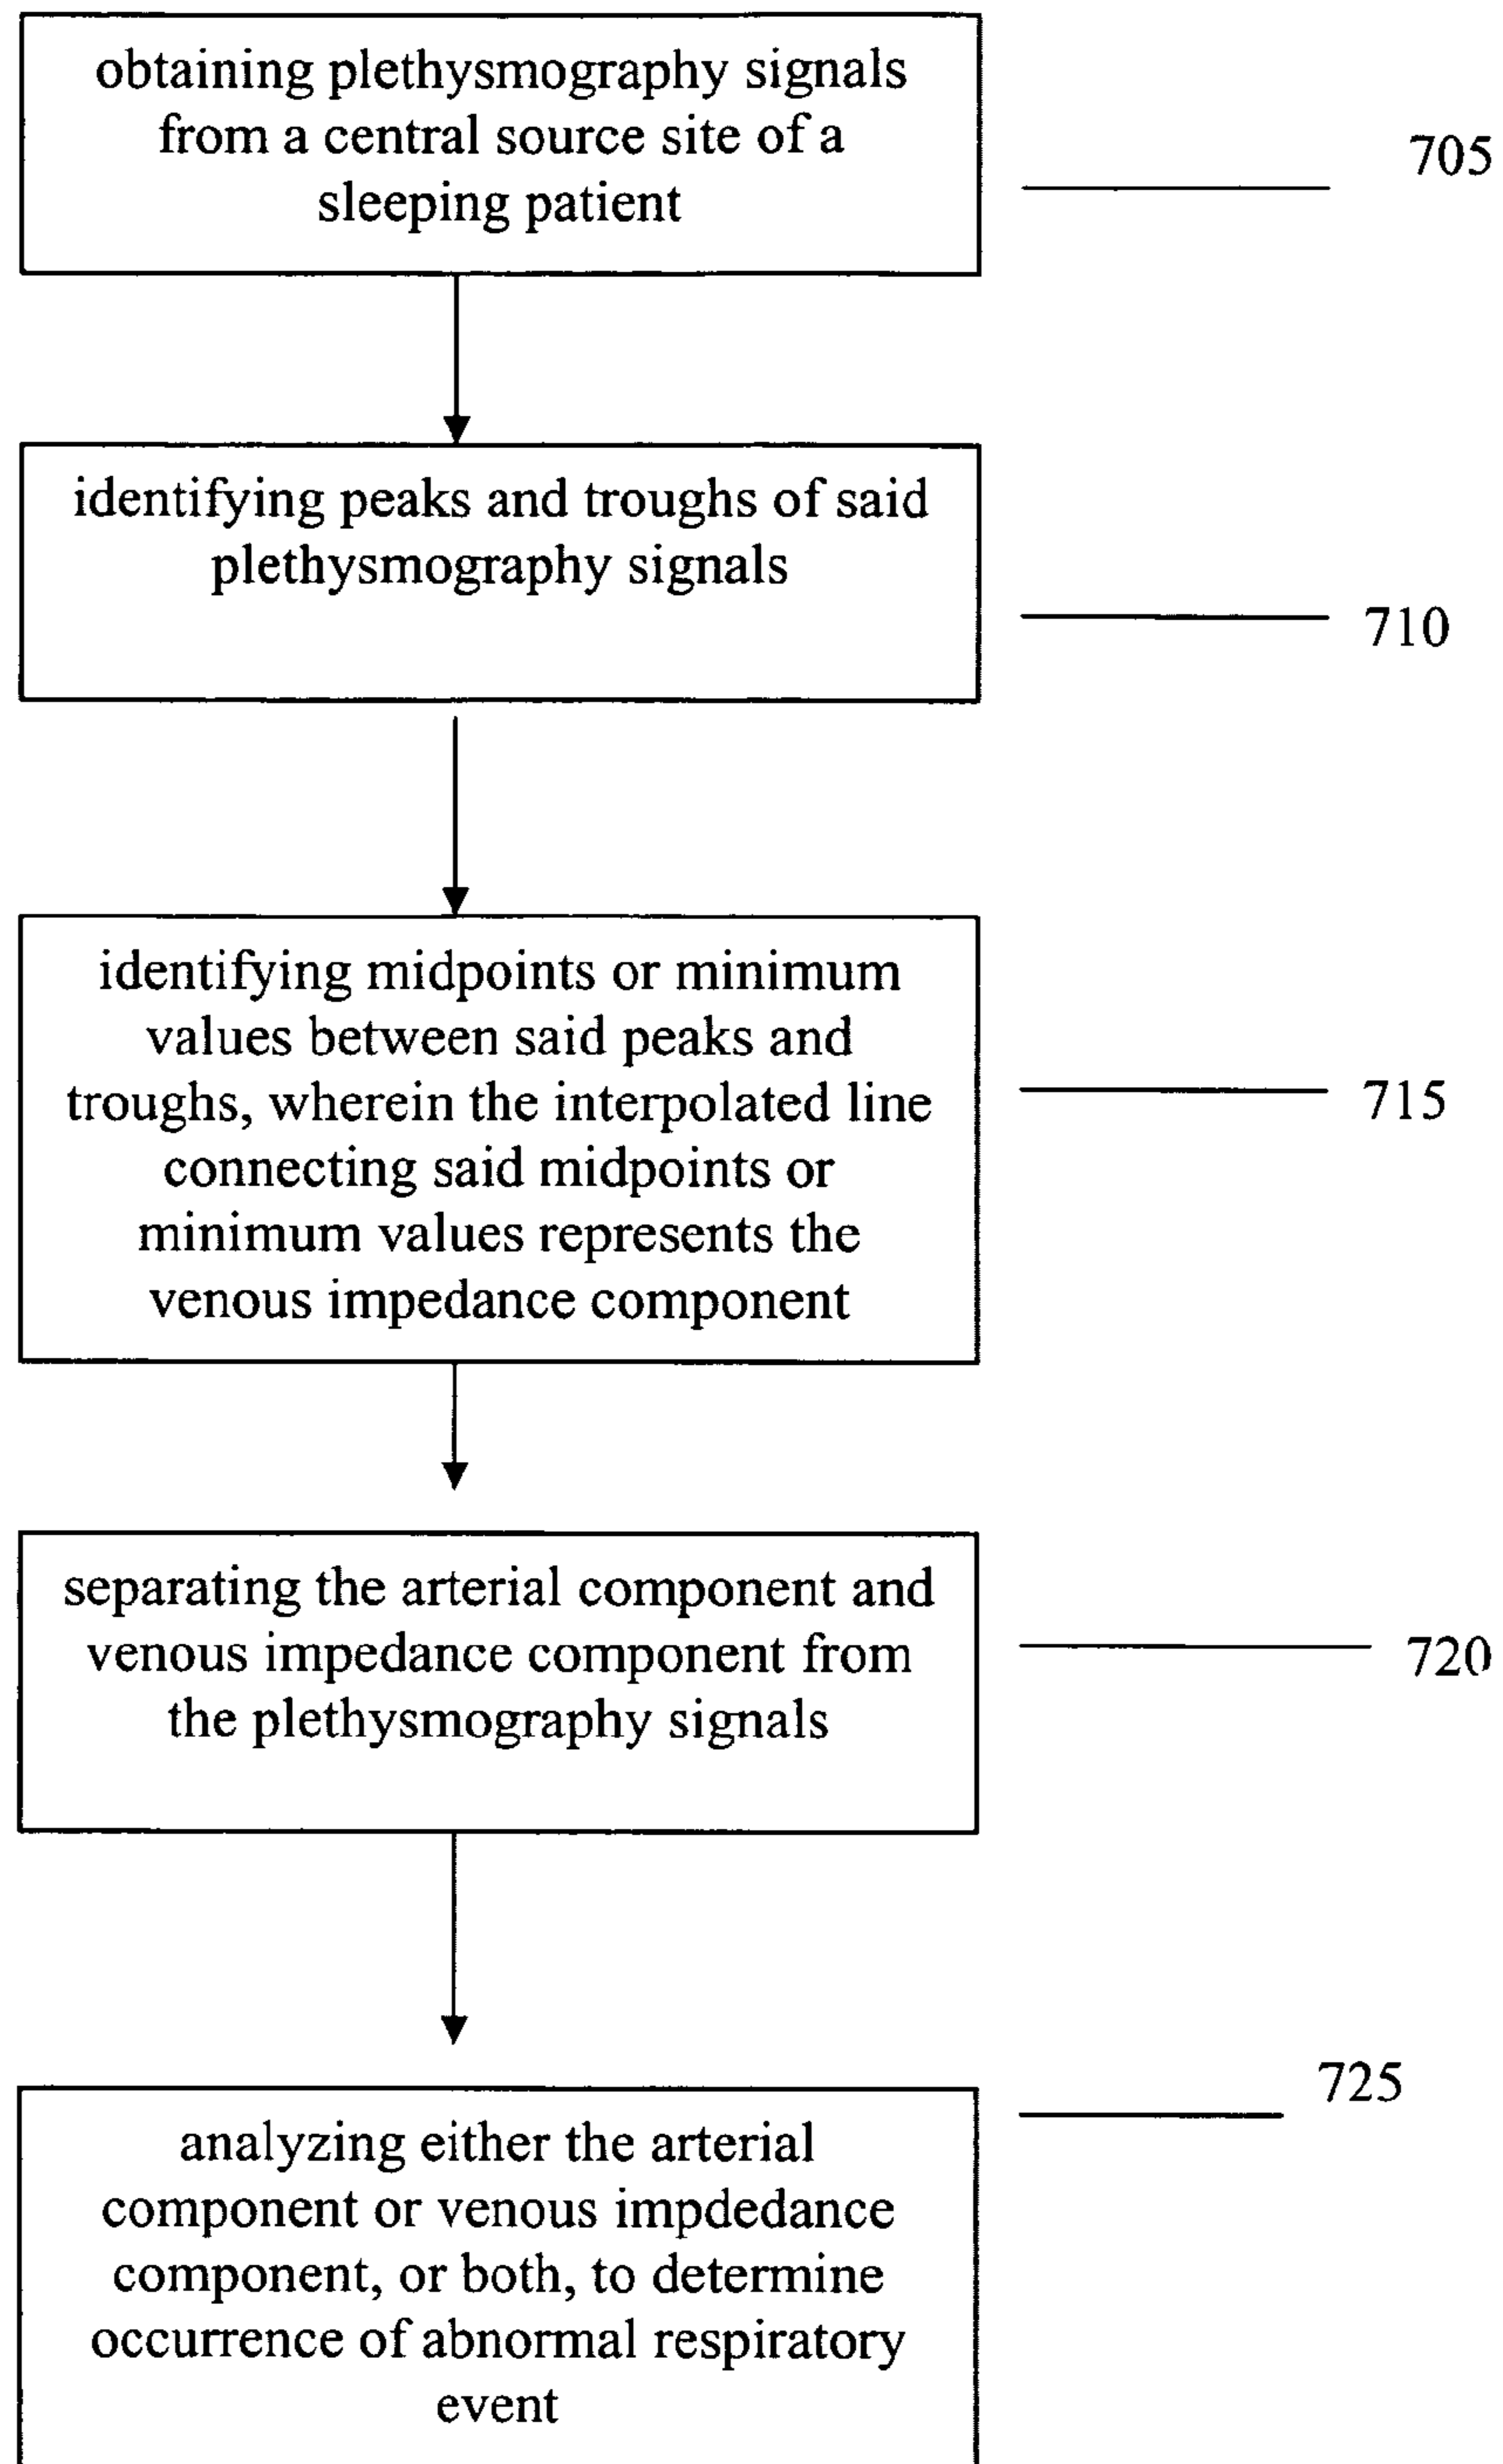 obtaining plethysmography signals
from a central source site of a
sleeping patient
705
identifying peaks and troughs of said
plethysmography signals
710
identifying midpoints or minimum
values between said peaks and
troughs, wherein the interpolated line
connecting said midpoints or
minimum values represents the
venous impedance component
715
separating the arterial component and
venous impedance component from
the plethysmography signals
720
725
analyzing either the arterial
component or venous impdedance
component, or both, to determine
occurrence of abnormal respiratory
event